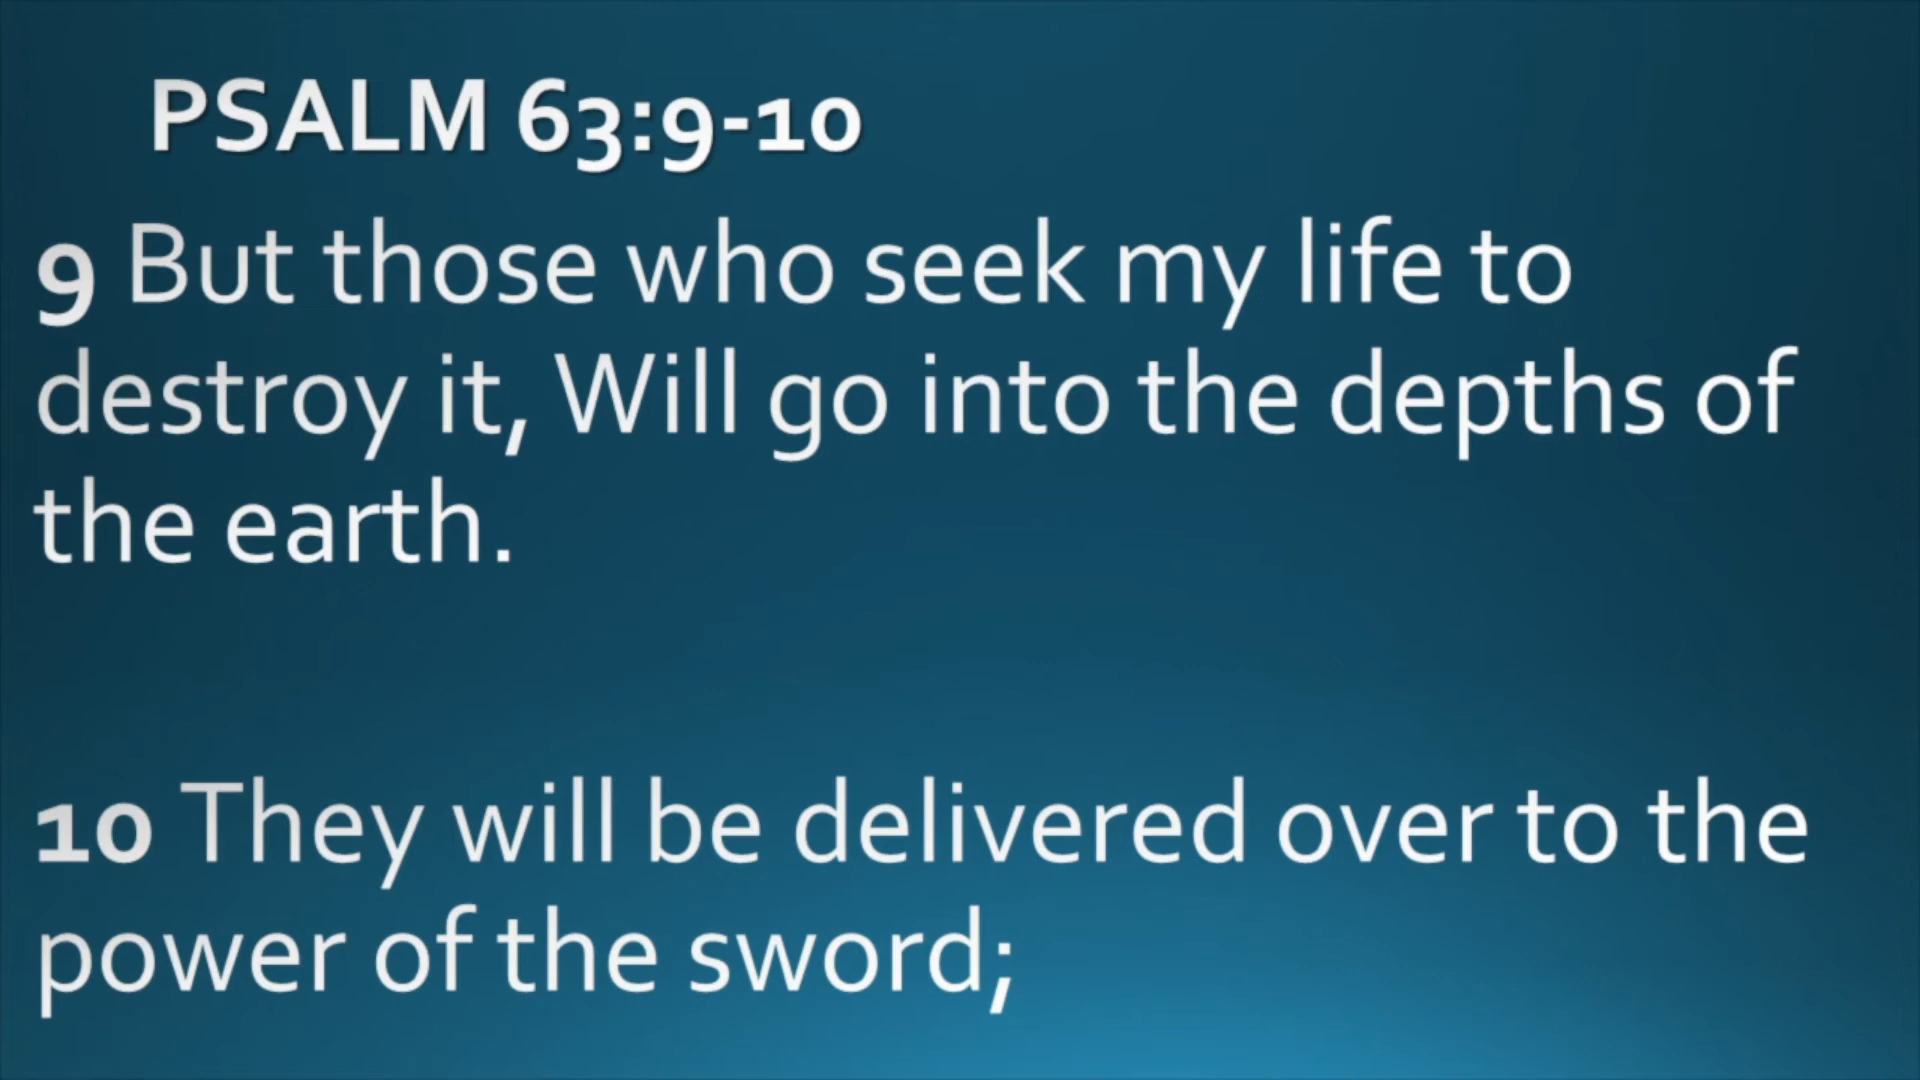 PSALM 63:9-10
9 But those who seek my life to
destroy it, Will go into the depths of
the earth.
10 They will be delivered over to the
power of the sword;